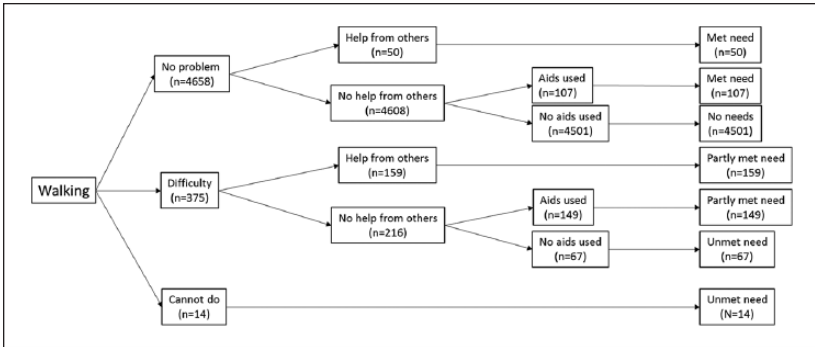 Walking
No problem
(n=4658)
Help from others
(n=50)
Met need
(n=50)
No help from others
(n=4608)
Aids used
(n=107)
Met need
(n=107)
No aids used
(n=4501)
No needs
(n=4501)
Difficulty
(n=375)
Help from others
(n=159)
Partly met need
(n=159)
No help from others
(n=216)
Aids used
(n=149)
Partly met need
(n=149)
No aids used
(n=67)
Unmet need
(n=67)
Cannot do
(n=14)
Unmet need
(N=14)